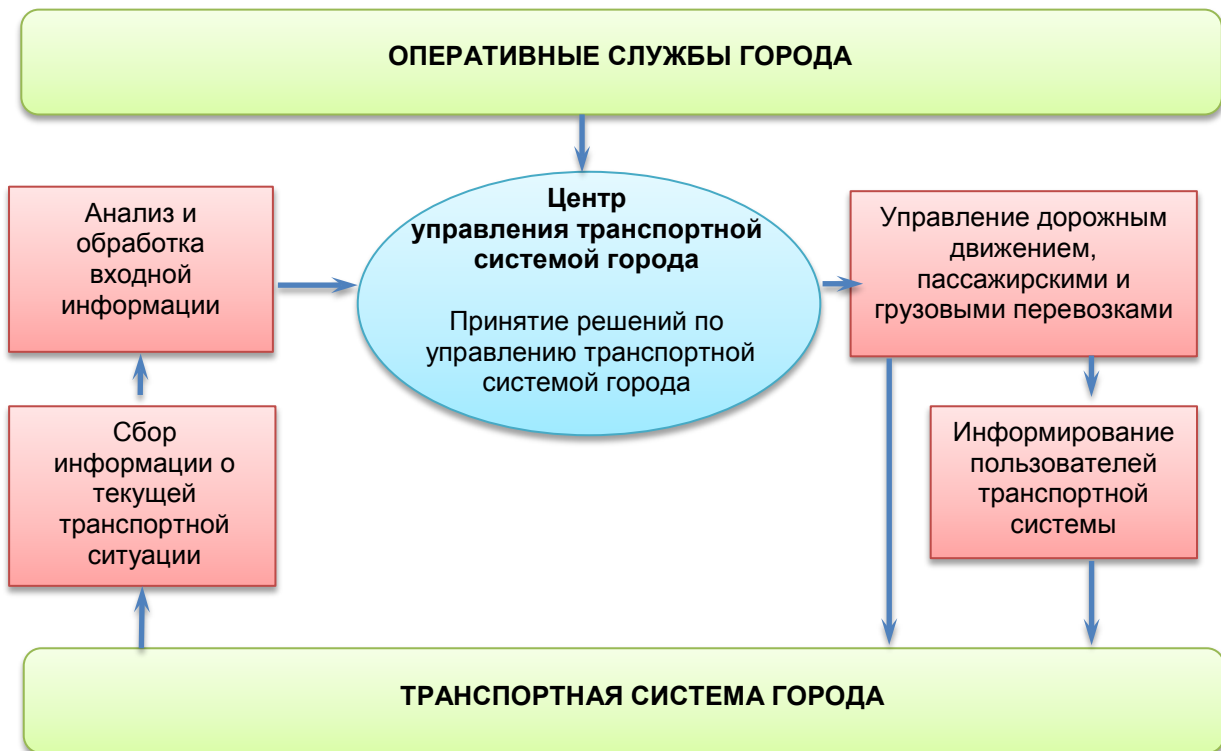 ОПЕРАТИВНЫЕ СЛУЖБЫ ГОРОДА
Анализ и
обработка
входной
информации
Центр
управления транспортной
системой города
Принятие решений по
управлению транспортной
системой города
Управление дорожным
движением,
пассажирскими и
грузовыми перевозками
Сбор
информации о
текущей
транспортной
ситуации
Информирование
пользователей
транспортной
системы
ТРАНСПОРТНАЯ СИСТЕМА ГОРОДА